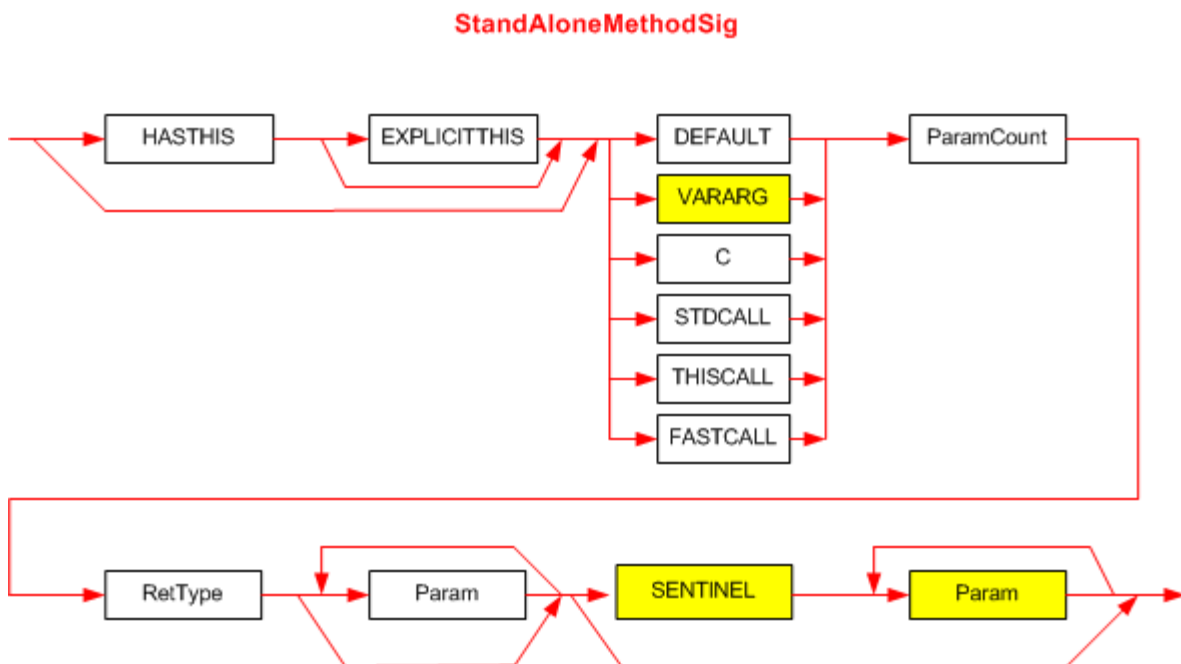 StandAloneMethodSig
HASTHIS
EXPLICITTHIS
DEFAULT
ParamCount
VARARG
C
STDCALL
THISCALL
FASTCALL
RetType
Param
SENTINEL
Param